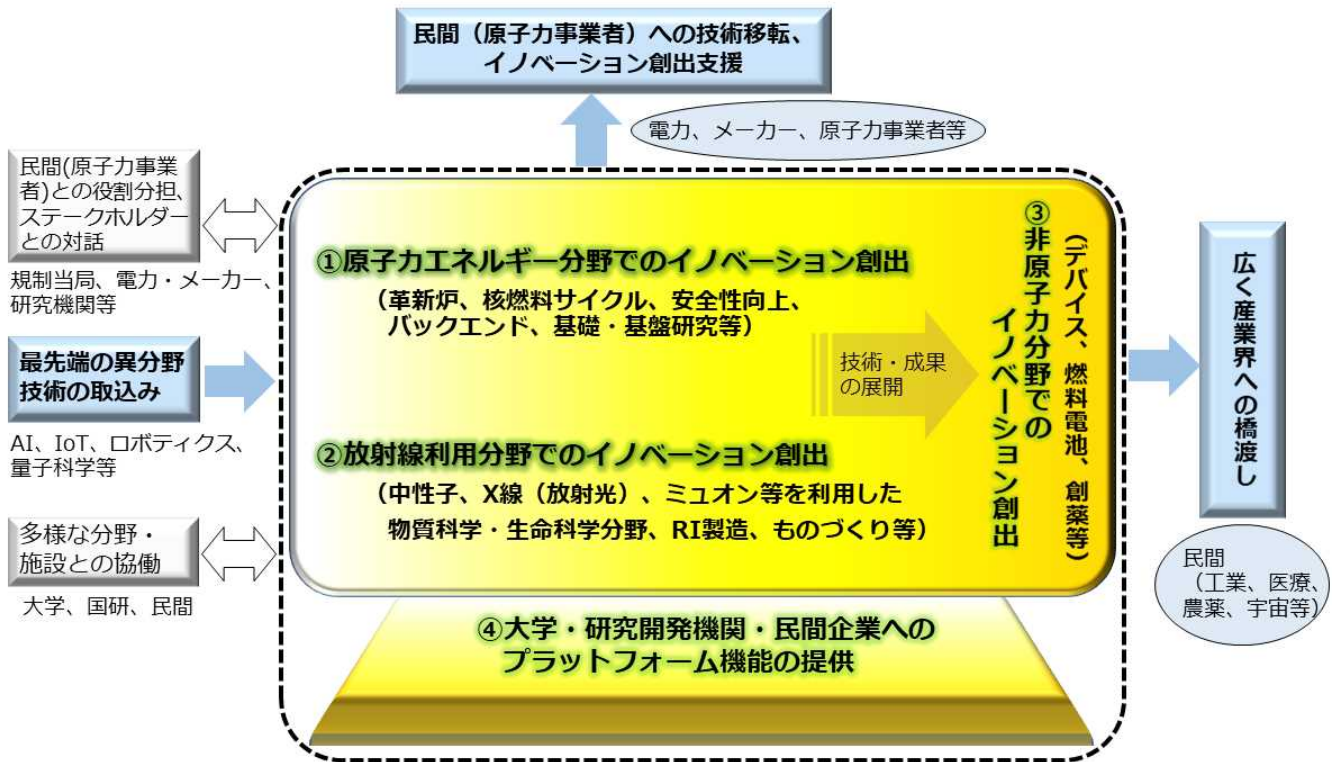 民間（原子力事業者）への技術移転、
イノベーション創出支援
電力、メーカー、原子力事業者等
民間(原子力事業
者)との役割分担、
ステークホルダー
との対話
規制当局、電力・メーカー、
研究機関等
最先端の異分野
技術の取込み
AI、IoT、ロボティクス、
量子科学等
多様な分野・
施設との協働
大学、国研、民間
①原子力エネルギー分野でのイノベーション創出
（革新炉、核燃料サイクル、安全性向上、
バックエンド、基礎・基盤研究等）
②放射線利用分野でのイノベーション創出
（中性子、X線（放射光）、ミュオン等を利用した
物質科学・生命科学分野、RI製造、ものづくり等）
技術・成果
の展開
③非原子力分野での
イノベーション創出
（デバイス、燃料電池、創薬等）
④大学・研究開発機関・民間企業への
プラットフォーム機能の提供
広く産業界への橋渡し
民間
（工業、医療、
農薬、宇宙等)